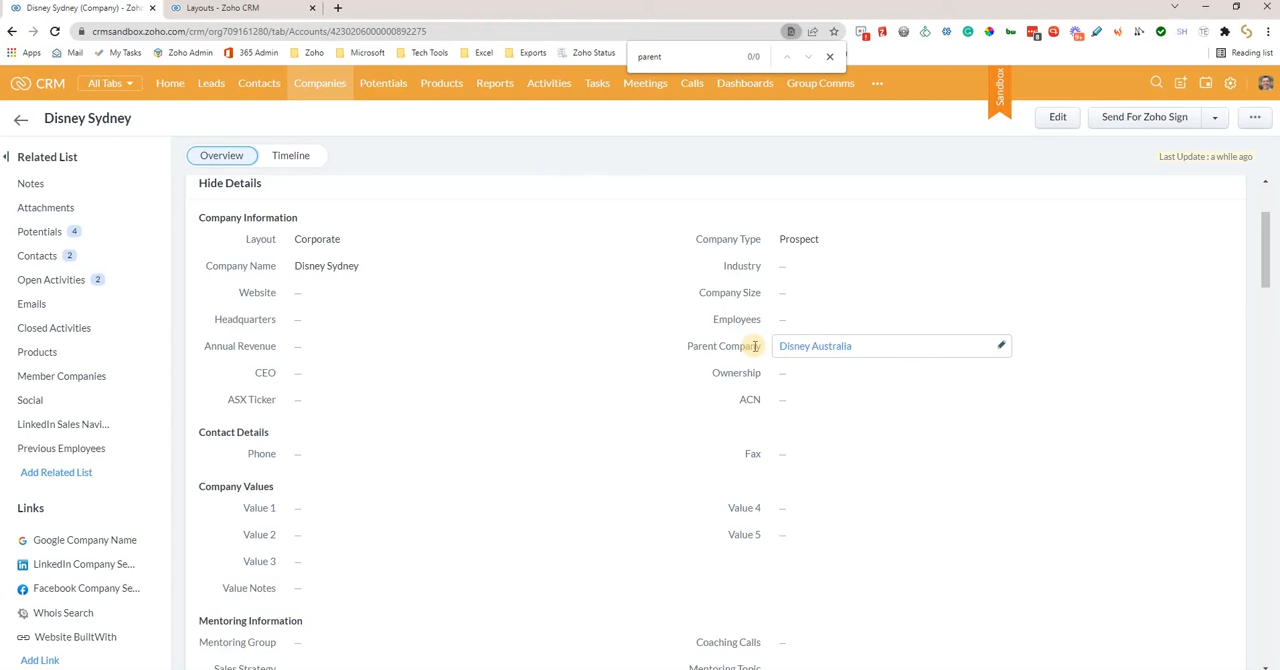 Disney Sydney (Company) - Zoho
Layouts - Zoho CRM
crmsandbox.zoho.com/crm/org7091
Apps Mail My Tasks Zoho Admin 365 Admin Zoho Microsoft Tech Tools Excel Exports Zoho Status Reading list
parent 0/0
CRM All Tabs Home Leads Contacts Companies Potentials Products Reports Activities Tasks Meetings Calls Dashboards Group Comms
Sandbox
Disney Sydney Edit Send For Zoho Sign
Related List
Notes
Attachments
Potentials 4
Contacts 2
Open Activities 2
Emails
Closed Activities
Products
Member Companies
Social
LinkedIn Sales Navi...
Previous Employees
Add Related List
Links
Google Company Name
LinkedIn Company Se...
Facebook Company Se...
Whois Search
Website BuiltWith
Add Link
Overview Timeline Last Update : a while ago
Hide Details
Company Information
Layout Corporate Company Type Prospect
Company Name Disney Sydney Industry —
Website — Company Size —
Headquarters — Employees —
Annual Revenue — Parent Company Disney Australia
CEO — Ownership —
ASX Ticker — ACN —
Contact Details
Phone — Fax —
Company Values
Value 1 — Value 4 —
Value 2 — Value 5 —
Value 3 —
Value Notes —
Mentoring Information
Mentoring Group — Coaching Calls —
Sales Strategy Mentoring Topic